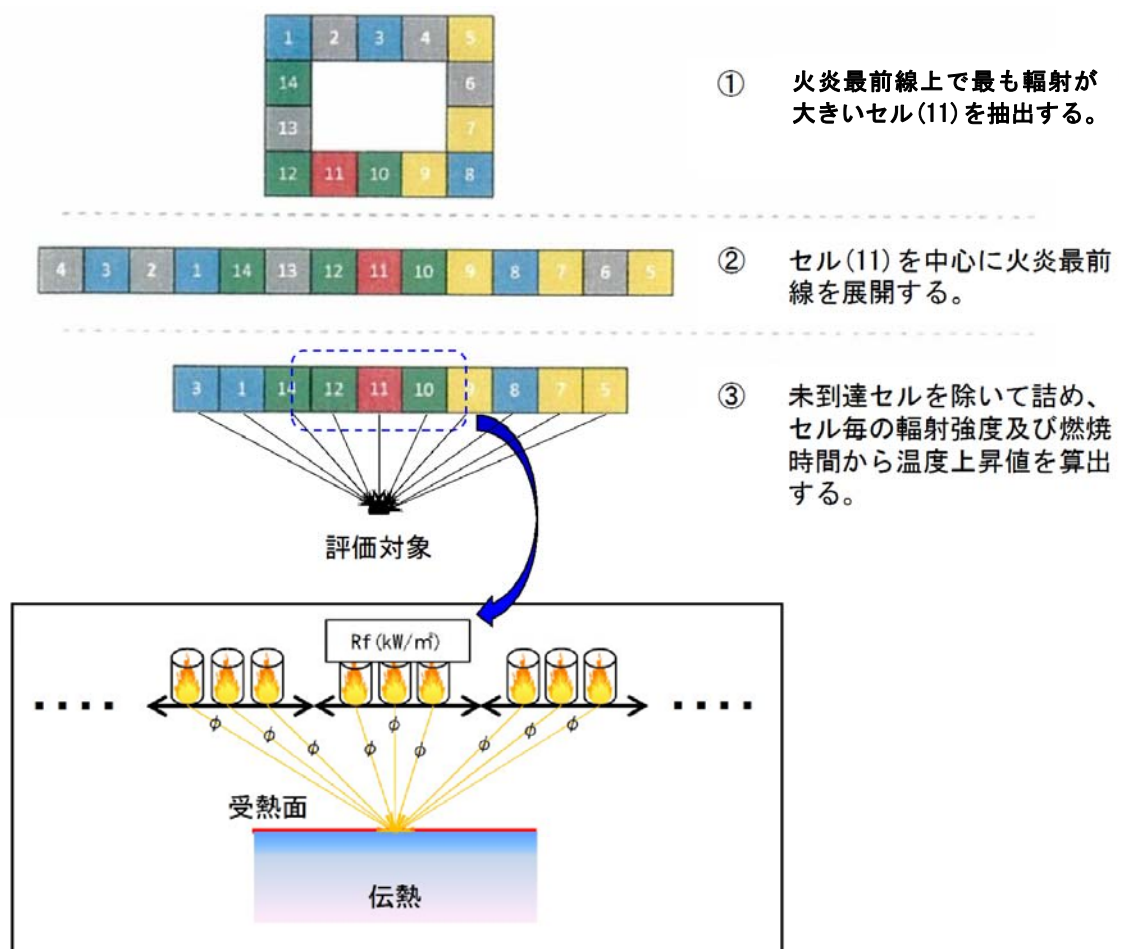 1 2 3 4 5
14 6
13 7
12 11 10 9 8
① 火炎最前線上で最も輻射が
大きいセル(11)を抽出する。
4 3 2 1 14 13 12 11 10 9 8 7 6 5
② セル(11)を中心に火炎最前
線を展開する。
3 1 14 12 11 10 9 8 7 5
③ 未到達セルを除いて詰め、
セル毎の輻射強度及び燃焼
時間から温度上昇値を算出
する。
評価対象
Rf(kW/㎡)
φ φ φ φ φ φ φ φ φ
受熱面
伝熱